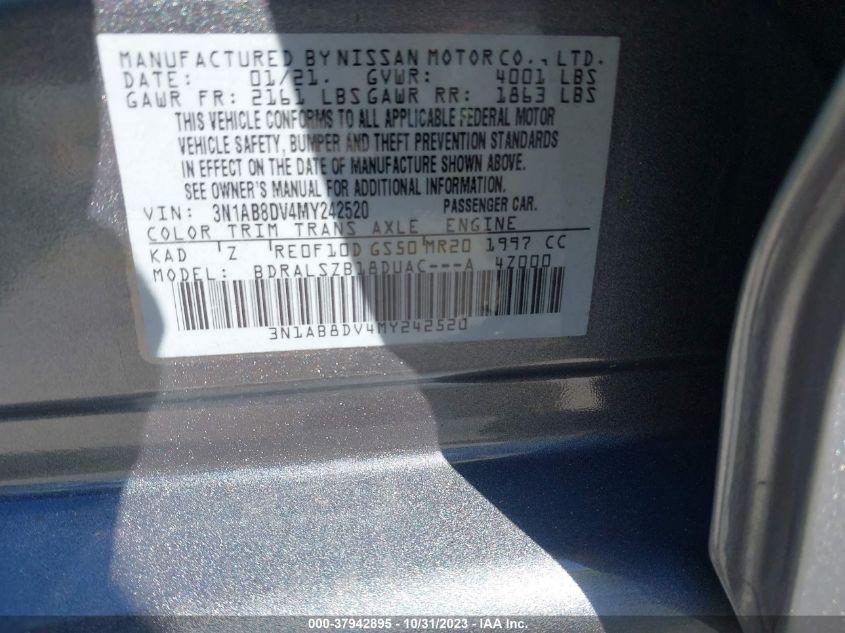 MANUFACTURED BY NISSAN MOTOR CO., LTD.
DATE: 01/21. GVWR: 4001 LBS
GAWR FR: 2161 LBS GAWR RR: 1863 LBS
THIS VEHICLE CONFORMS TO ALL APPLICABLE FEDERAL MOTOR
VEHICLE SAFETY, BUMPER AND THEFT PREVENTION STANDARDS
IN EFFECT ON THE DATE OF MANUFACTURE SHOWN ABOVE.
SEE OWNER'S MANUAL FOR ADDITIONAL INFORMATION.
VIN: 3N1AB8DV4MY242520 PASSENGER CAR.
COLOR TRIM TRANS AXLE ENGINE
KAD Z RE0F10D GS50 MR20 1997 CC
MODEL: BDRALSZB18DUAC---A 4Z000
3N1AB8DV4MY242520
000-37942895 - 10/31/2023 - IAA Inc.